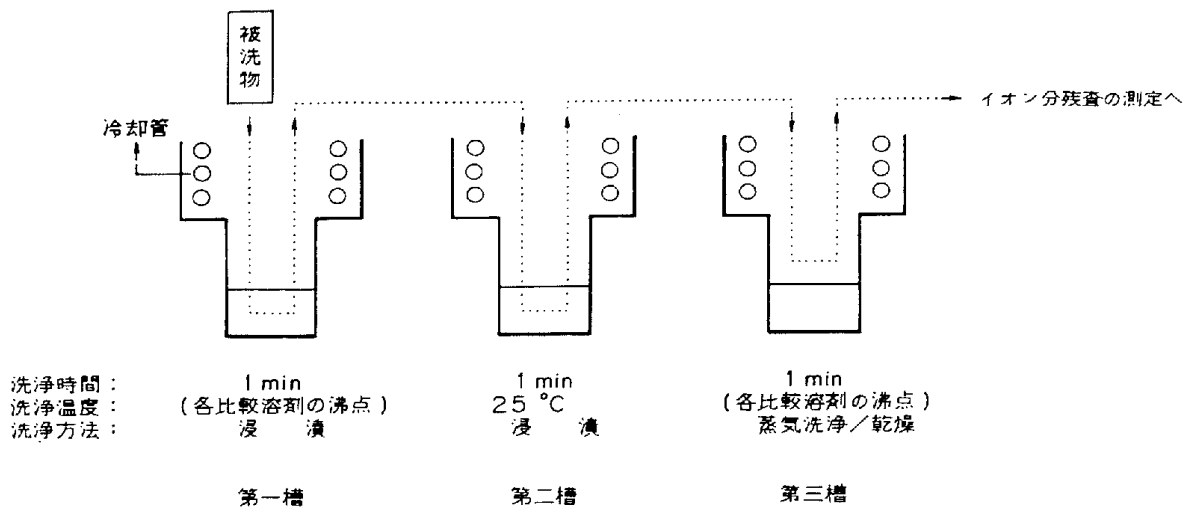 被洗物
イオン分残査の測定へ
冷却管
洗浄時間: 1 min 1 min 1 min
洗浄温度: (各比較溶剤の沸点) 25 ℃ (各比較溶剤の沸点)
洗浄方法: 浸 漬 浸 漬 蒸気洗浄/乾燥
第一槽 第二槽 第三槽